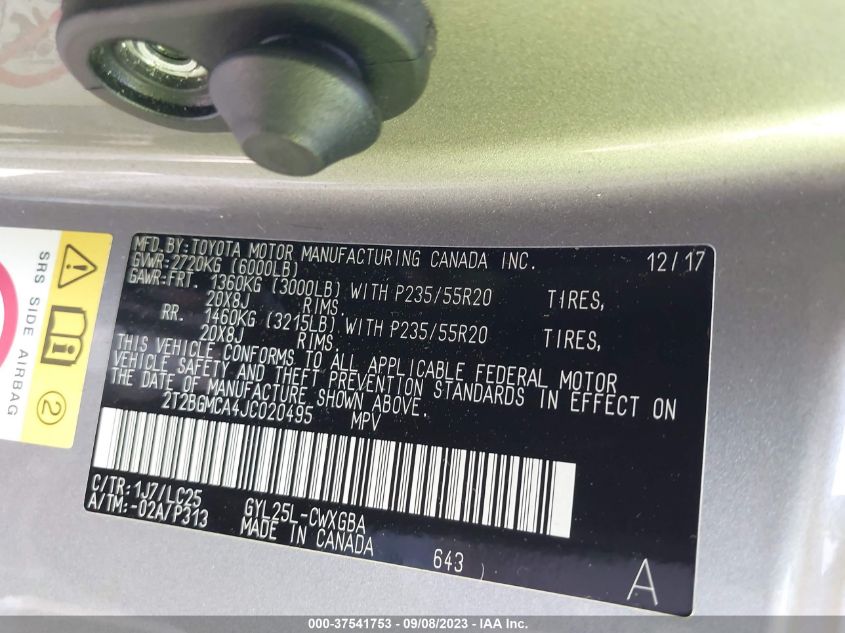 MFD. BY: TOYOTA MOTOR MANUFACTURING CANADA INC. 12/17
GVWR: 2720KG (6000LB)
GAWR: FRT. 1360KG (3000LB) WITH P235/55R20 TIRES,
20X8J RIMS,
RR. 1460KG (3215LB) WITH P235/55R20 TIRES,
20X8J RIMS.
THIS VEHICLE CONFORMS TO ALL APPLICABLE FEDERAL MOTOR
VEHICLE SAFETY AND THEFT PREVENTION STANDARDS IN EFFECT ON
THE DATE OF MANUFACTURE SHOWN ABOVE.
2T2BGMCA4JC020495 MPV
C/TR: 1J7/LC25
A/TM: -02A/P313
GYL25L-CWXGBA
MADE IN CANADA
643
A
SRS SIDE AIRBAG
2
000-37541753 - 09/08/2023 - IAA Inc.